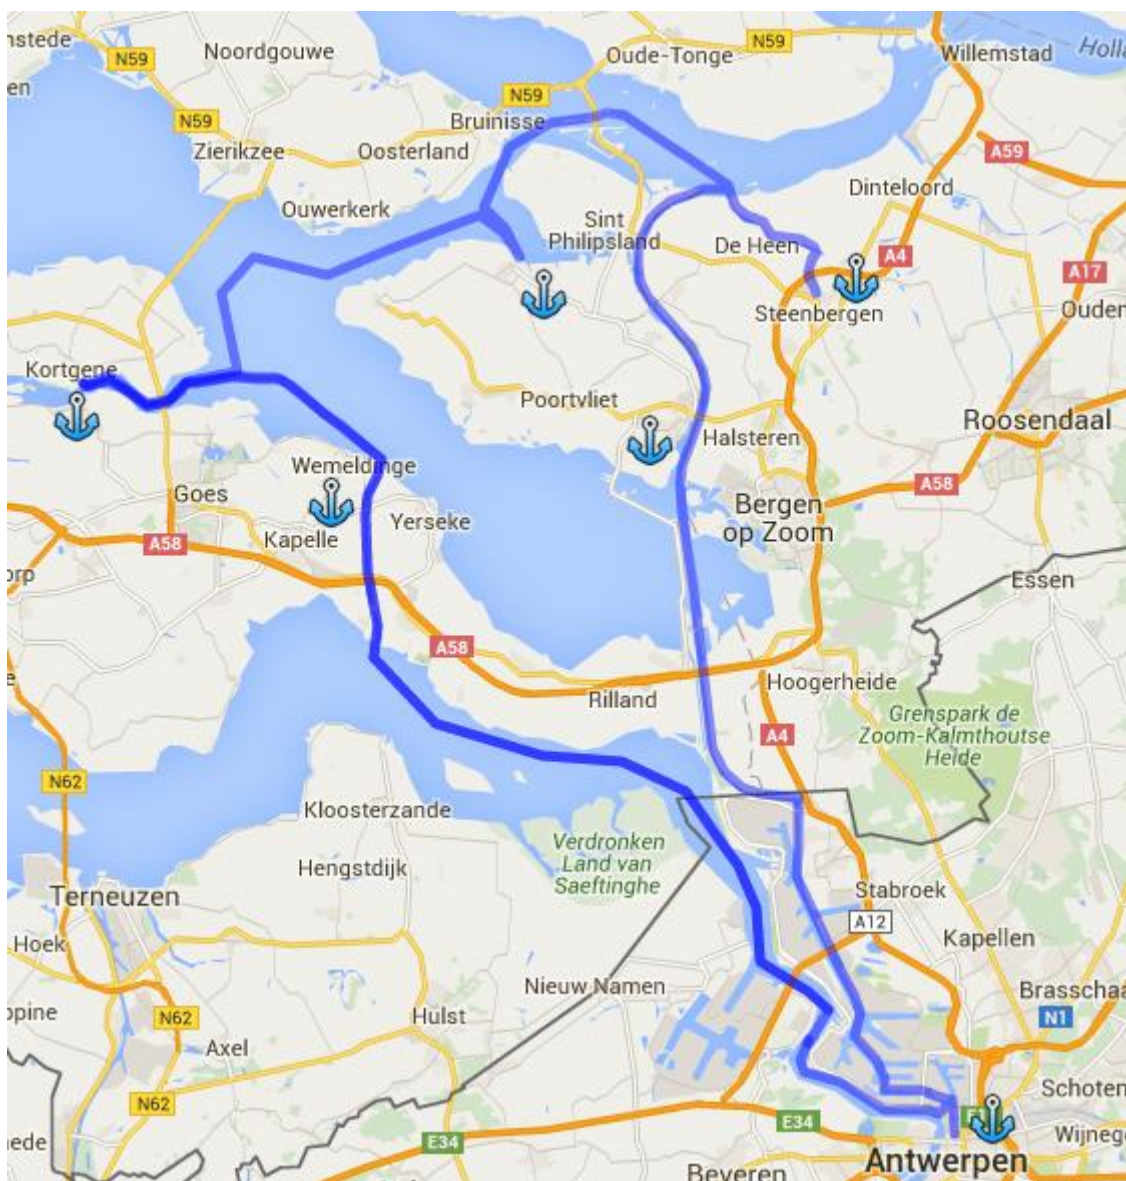 nstede
Noordgouwe
N59
Oude-Tonge
N59
Willemstad
Holla
en
N59
N59
Bruinisse
Zierikzee
Oosterland
A59
Dinteloord
Ouwerkerk
Sint
Philipsland
De Heen
A4
A17
Steenbergen
Ouden
Kortgene
Poortvliet
Halsteren
Roosendaal
Wemeldinge
Goes
A58
Yerseke
Bergen
op Zoom
A58
Kapelle
orp
Essen
A58
e
Rilland
Hoogerheide
Grenspark de
Zoom-Kalmthoutse
Heide
A4
N62
Kloosterzande
Verdronken
Land van
Saeftinghe
Hengstdijk
Terneuzen
Stabroek
A12
Hoek
Kapellen
Nieuw Namen
Brasschaa
ppine
N62
Hulst
N1
Axel
Schoten
N62
E34
E34
Wijneg
nede
Antwerpen
Beveren